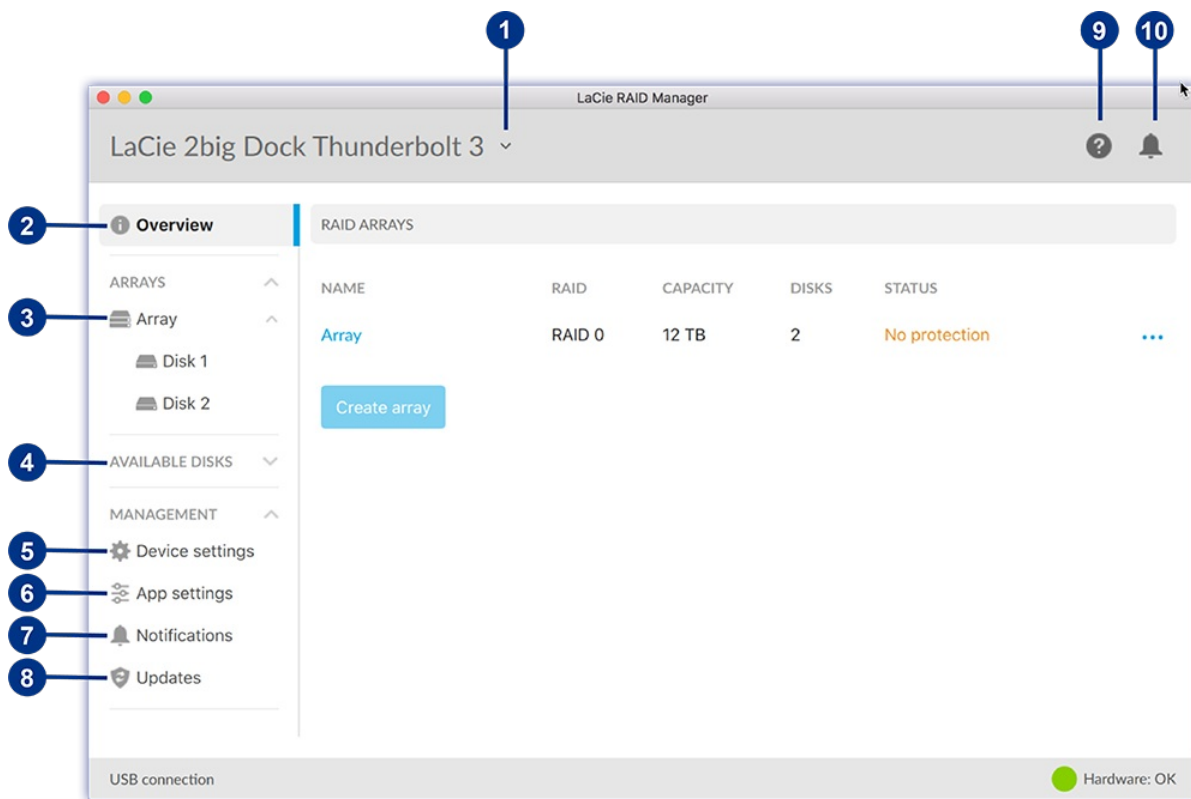 1
9
10
LaCie RAID Manager
LaCie 2big Dock Thunderbolt 3
2
Overview
RAID ARRAYS
ARRAYS
NAME RAID CAPACITY DISKS STATUS
3
Array
Array RAID 0 12 TB 2 No protection
Disk 1
Disk 2
Create array
4
AVAILABLE DISKS
MANAGEMENT
5
Device settings
6
App settings
7
Notifications
8
Updates
USB connection
Hardware: OK